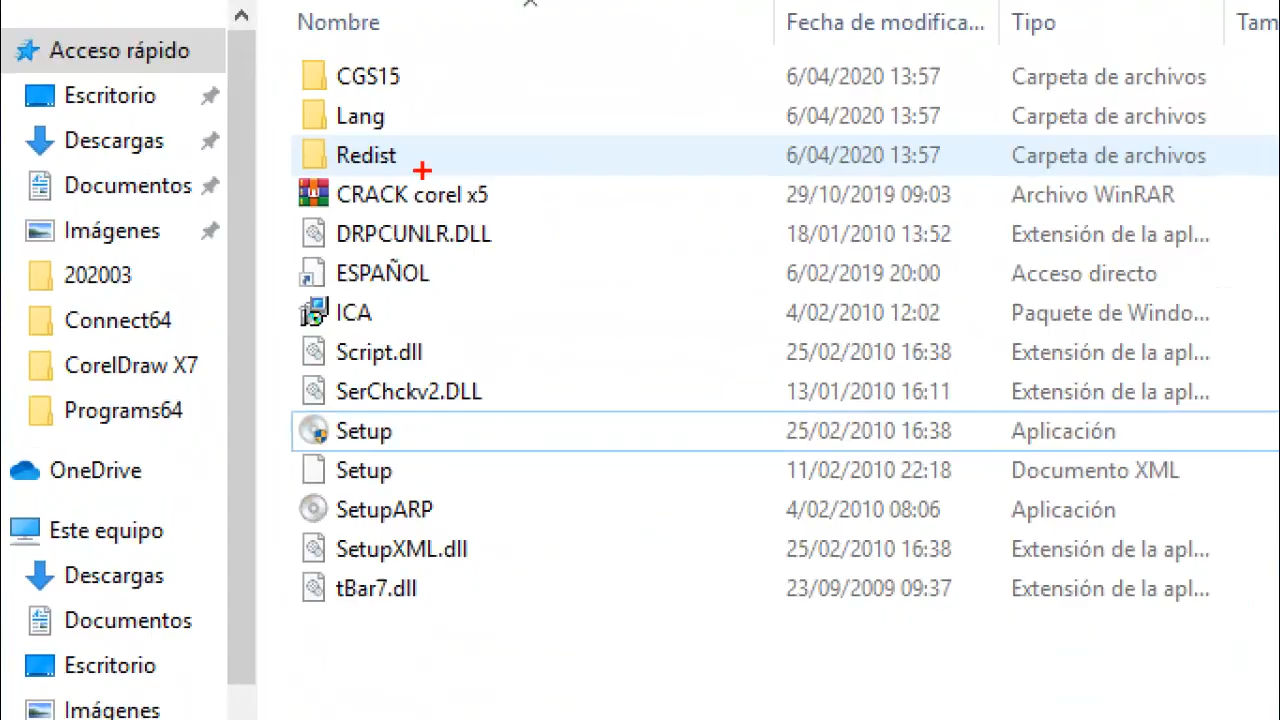 Nombre Fecha de modifica... Tipo Tam
Acceso rápido
Escritorio
Descargas
Documentos
Imágenes
202003
Connect64
CorelDraw X7
Programs64
OneDrive
Este equipo
Descargas
Documentos
Escritorio
Imágenes
CGS15 6/04/2020 13:57 Carpeta de archivos
Lang 6/04/2020 13:57 Carpeta de archivos
Redist 6/04/2020 13:57 Carpeta de archivos
CRACK corel x5 29/10/2019 09:03 Archivo WinRAR
DRPCUNLR.DLL 18/01/2010 13:52 Extensión de la apl...
ESPAÑOL 6/02/2019 20:00 Acceso directo
ICA 4/02/2010 12:02 Paquete de Windo...
Script.dll 25/02/2010 16:38 Extensión de la apl...
SerChckv2.DLL 13/01/2010 16:11 Extensión de la apl...
Setup 25/02/2010 16:38 Aplicación
Setup 11/02/2010 22:18 Documento XML
SetupARP 4/02/2010 08:06 Aplicación
SetupXML.dll 25/02/2010 16:38 Extensión de la apl...
tBar7.dll 23/09/2009 09:37 Extensión de la apl...